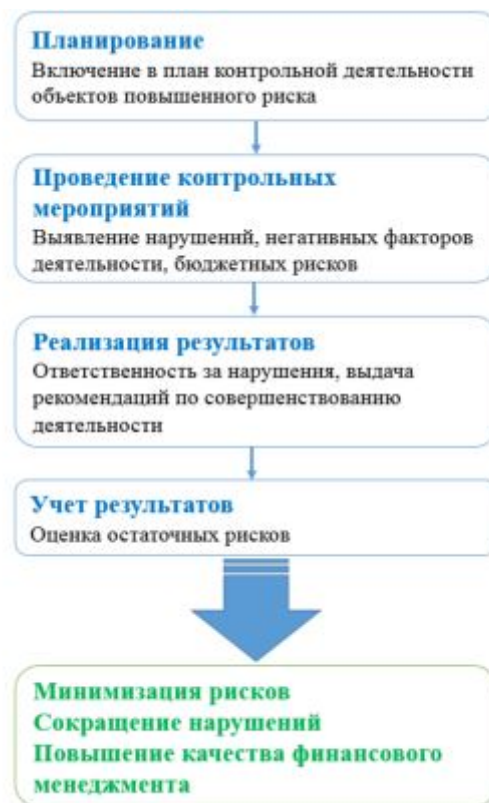 Планирование
Включение в план контрольной деятельности
объектов повышенного риска
Проведение контрольных
мероприятий
Выявление нарушений, негативных факторов
деятельности, бюджетных рисков
Реализация результатов
Ответственность за нарушения, выдача
рекомендаций по совершенствованию
деятельности
Учет результатов
Оценка остаточных рисков
Минимизация рисков
Сокращение нарушений
Повышение качества финансового
менеджмента